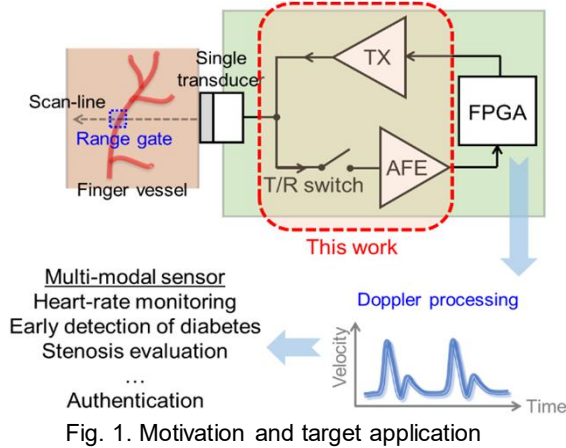 Single
transducer
TX
FPGA
Scan-line
Range gate
Finger vessel
T/R switch
AFE
This work
Multi-modal sensor
Heart-rate monitoring
Early detection of diabetes
Stenosis evaluation
...
Authentication
Doppler processing
Velocity
Time
Fig. 1. Motivation and target application